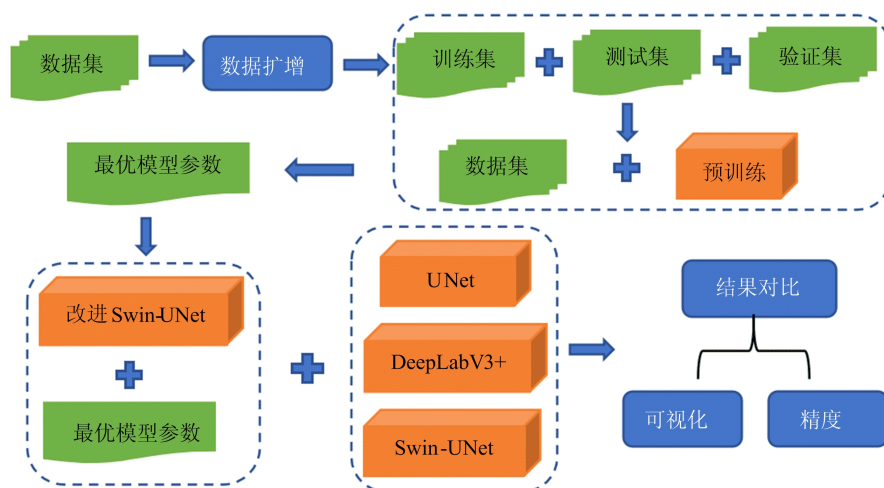 数据集
数据扩增
训练集
测试集
验证集
最优模型参数
数据集
预训练
改进Swin-UNet
最优模型参数
UNet
DeepLabV3+
Swin-UNet
结果对比
可视化
精度